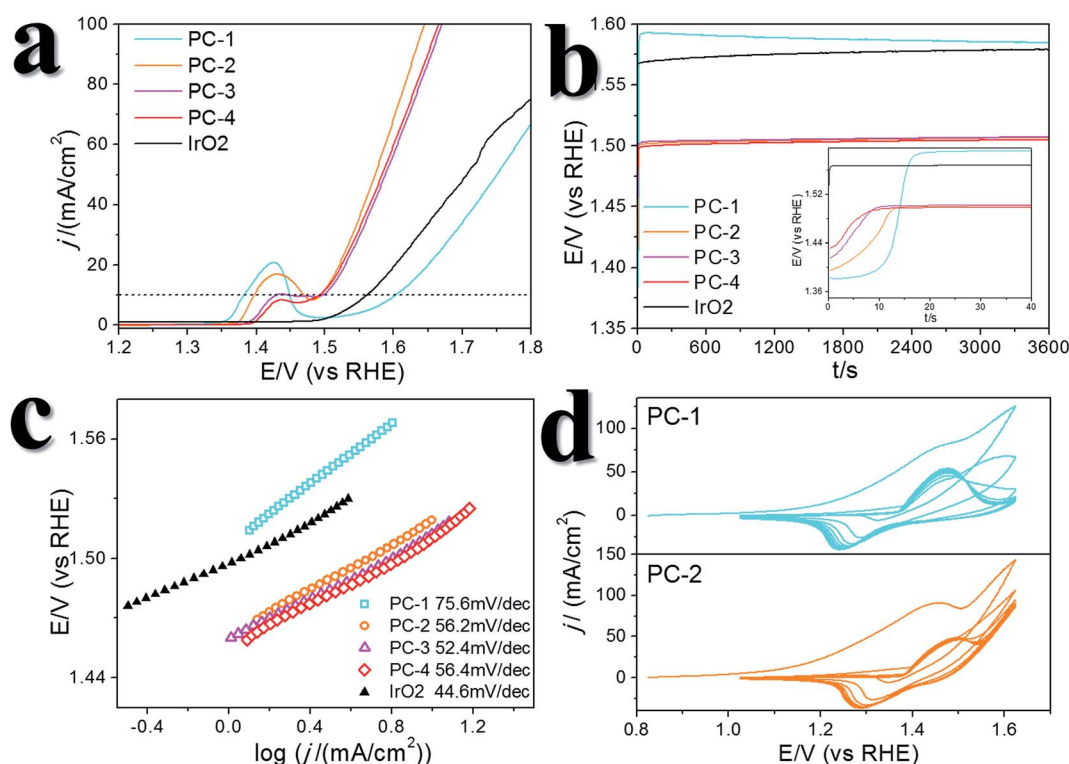 a
100
80
60
40
20
0
j/(mA/cm²)
PC-1
PC-2
PC-3
PC-4
IrO2
1.2 1.3 1.4 1.5 1.6 1.7 1.8
E/V (vs RHE)
b
1.60
1.55
1.50
1.45
1.40
1.35
E/V (vs RHE)
PC-1
PC-2
PC-3
PC-4
IrO2
1.52
1.44
1.36
E/V (vs RHE)
0 10 20 30 40
t/s
0 600 1200 1800 2400 3000 3600
t/s
c
1.56
1.50
1.44
E/V (vs RHE)
PC-1 75.6mV/dec
PC-2 56.2mV/dec
PC-3 52.4mV/dec
PC-4 56.4mV/dec
IrO2 44.6mV/dec
-0.4 0.0 0.4 0.8 1.2
log (j/(mA/cm²))
d
PC-1
100
50
0
150
PC-2
100
50
0
j/ (mA/cm²)
0.8 1.0 1.2 1.4 1.6 1.8
E/V (vs RHE)